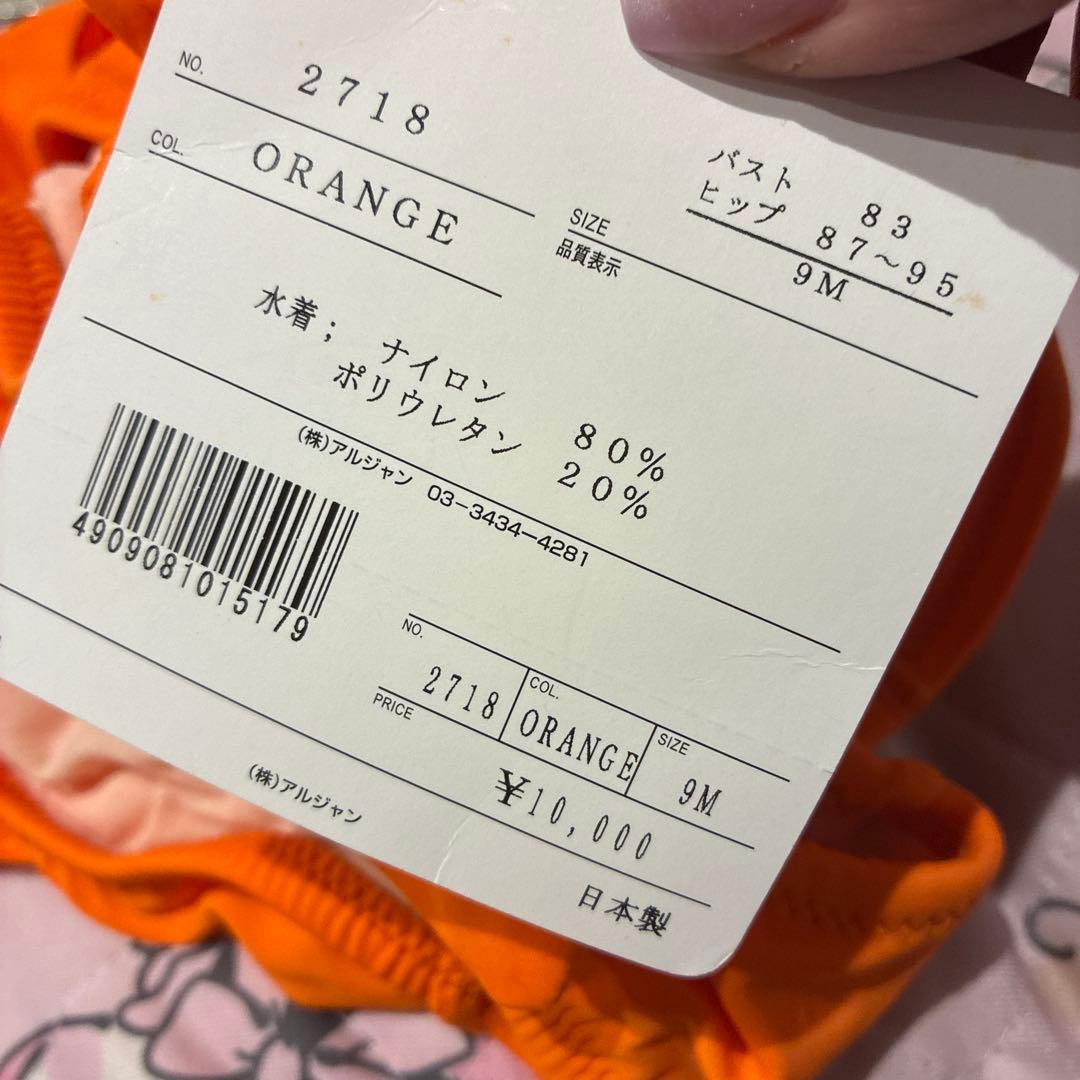 NO. 2718
COL. ORANGE
バスト 83
ヒップ 87〜95
SIZE 9M
品質表示
水着； ナイロン 80%
ポリウレタン 20%
(株)アルジャン 03-3434-4281
4909081015179
NO. 2718 COL. ORANGE SIZE 9M
PRICE ¥10,000
(株)アルジャン
日本製